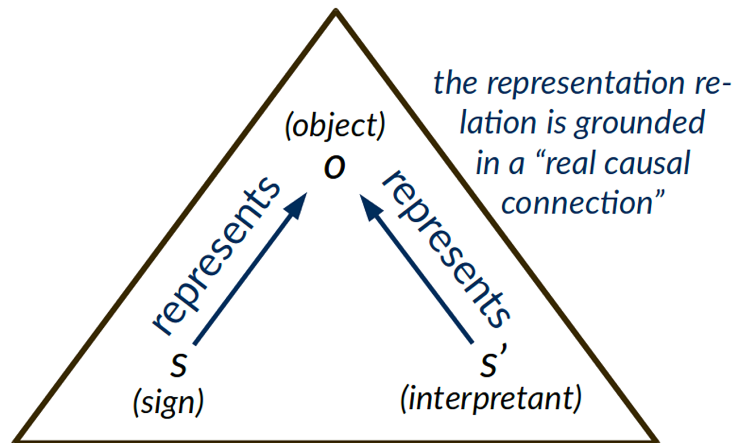 the representation re-
lation is grounded
in a “real causal
connection”
(object)
o
represents
represents
s
s’
(sign)
(interpretant)